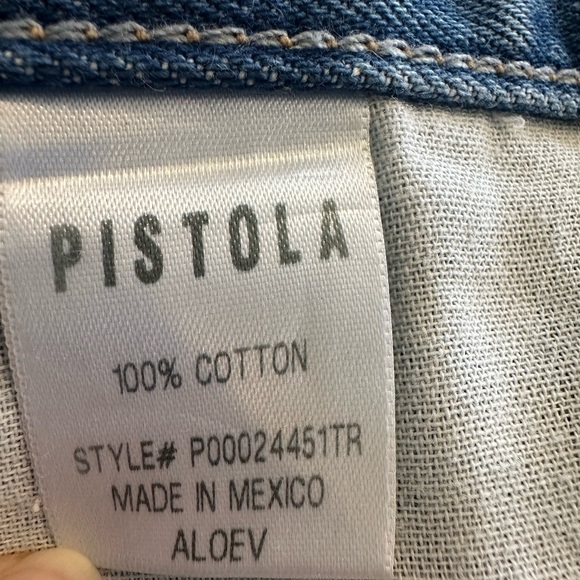 PISTOLA
100% COTTON
STYLE# P00024451TR
MADE IN MEXICO
ALOEV